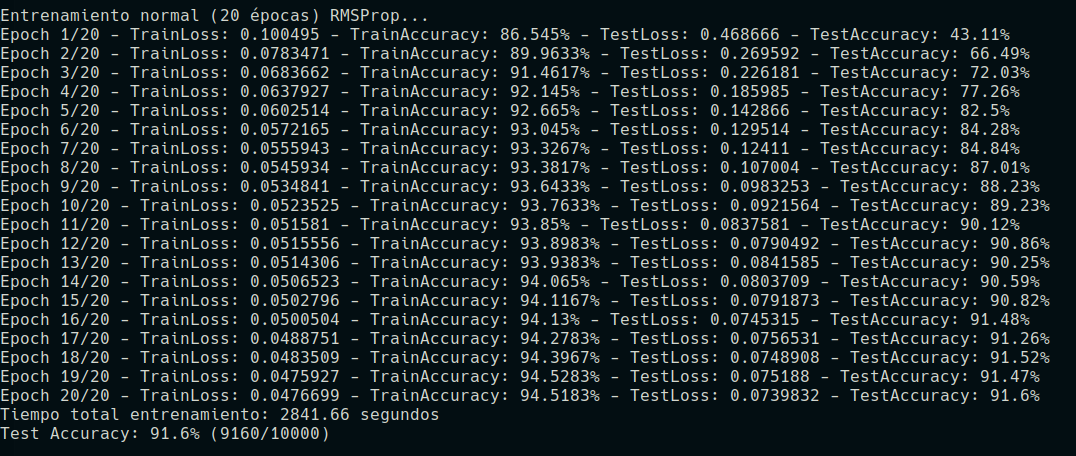 Entrenamiento normal (20 épocas) RMSProp...
Epoch 1/20 - TrainLoss: 0.100495 - TrainAccuracy: 86.545% - TestLoss: 0.468666 - TestAccuracy: 43.11%
Epoch 2/20 - TrainLoss: 0.0783471 - TrainAccuracy: 89.9633% - TestLoss: 0.269592 - TestAccuracy: 66.49%
Epoch 3/20 - TrainLoss: 0.0683662 - TrainAccuracy: 91.4617% - TestLoss: 0.226181 - TestAccuracy: 72.03%
Epoch 4/20 - TrainLoss: 0.0637927 - TrainAccuracy: 92.145% - TestLoss: 0.185985 - TestAccuracy: 77.26%
Epoch 5/20 - TrainLoss: 0.0602514 - TrainAccuracy: 92.665% - TestLoss: 0.142866 - TestAccuracy: 82.5%
Epoch 6/20 - TrainLoss: 0.0572165 - TrainAccuracy: 93.045% - TestLoss: 0.129514 - TestAccuracy: 84.28%
Epoch 7/20 - TrainLoss: 0.0555943 - TrainAccuracy: 93.3267% - TestLoss: 0.12411 - TestAccuracy: 84.84%
Epoch 8/20 - TrainLoss: 0.0545934 - TrainAccuracy: 93.3817% - TestLoss: 0.107004 - TestAccuracy: 87.01%
Epoch 9/20 - TrainLoss: 0.0534841 - TrainAccuracy: 93.6433% - TestLoss: 0.0983253 - TestAccuracy: 88.23%
Epoch 10/20 - TrainLoss: 0.0523525 - TrainAccuracy: 93.7633% - TestLoss: 0.0921564 - TestAccuracy: 89.23%
Epoch 11/20 - TrainLoss: 0.051581 - TrainAccuracy: 93.85% - TestLoss: 0.0837581 - TestAccuracy: 90.12%
Epoch 12/20 - TrainLoss: 0.0515556 - TrainAccuracy: 93.8983% - TestLoss: 0.0790492 - TestAccuracy: 90.86%
Epoch 13/20 - TrainLoss: 0.0514306 - TrainAccuracy: 93.9383% - TestLoss: 0.0841585 - TestAccuracy: 90.25%
Epoch 14/20 - TrainLoss: 0.0506523 - TrainAccuracy: 94.065% - TestLoss: 0.0803709 - TestAccuracy: 90.59%
Epoch 15/20 - TrainLoss: 0.0502796 - TrainAccuracy: 94.1167% - TestLoss: 0.0791873 - TestAccuracy: 90.82%
Epoch 16/20 - TrainLoss: 0.0500504 - TrainAccuracy: 94.13% - TestLoss: 0.0745315 - TestAccuracy: 91.48%
Epoch 17/20 - TrainLoss: 0.0488751 - TrainAccuracy: 94.2783% - TestLoss: 0.0756531 - TestAccuracy: 91.26%
Epoch 18/20 - TrainLoss: 0.0483509 - TrainAccuracy: 94.3967% - TestLoss: 0.0748908 - TestAccuracy: 91.52%
Epoch 19/20 - TrainLoss: 0.0475927 - TrainAccuracy: 94.5283% - TestLoss: 0.075188 - TestAccuracy: 91.47%
Epoch 20/20 - TrainLoss: 0.0476699 - TrainAccuracy: 94.5183% - TestLoss: 0.0739832 - TestAccuracy: 91.6%
Tiempo total entrenamiento: 2841.66 segundos
Test Accuracy: 91.6% (9160/10000)